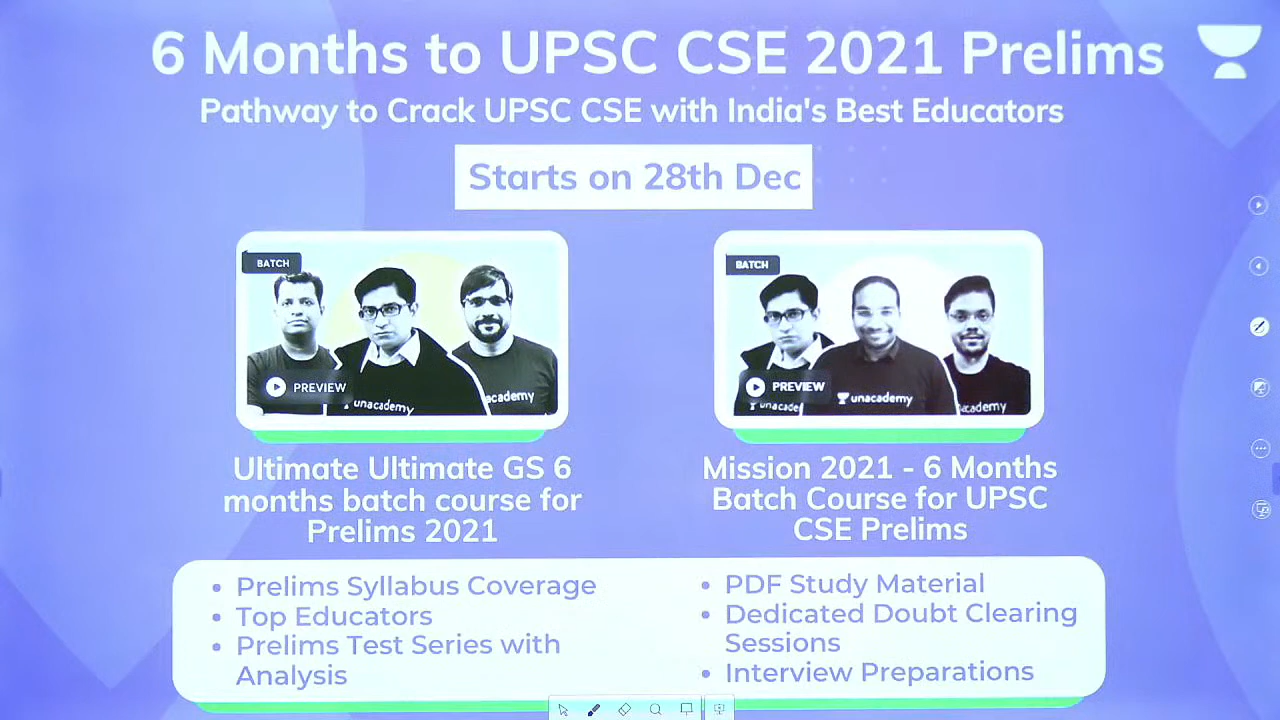 6 Months to UPSC CSE 2021 Prelims
Pathway to Crack UPSC CSE with India's Best Educators
Starts on 28th Dec
BATCH
PREVIEW
unacademy
academy
Ultimate Ultimate GS 6
months batch course for
Prelims 2021
BATCH
PREVIEW
unacade
unacademy
academy
Mission 2021 - 6 Months
Batch Course for UPSC
CSE Prelims
• Prelims Syllabus Coverage
• Top Educators
• Prelims Test Series with
Analysis
• PDF Study Material
• Dedicated Doubt Clearing
Sessions
• Interview Preparations